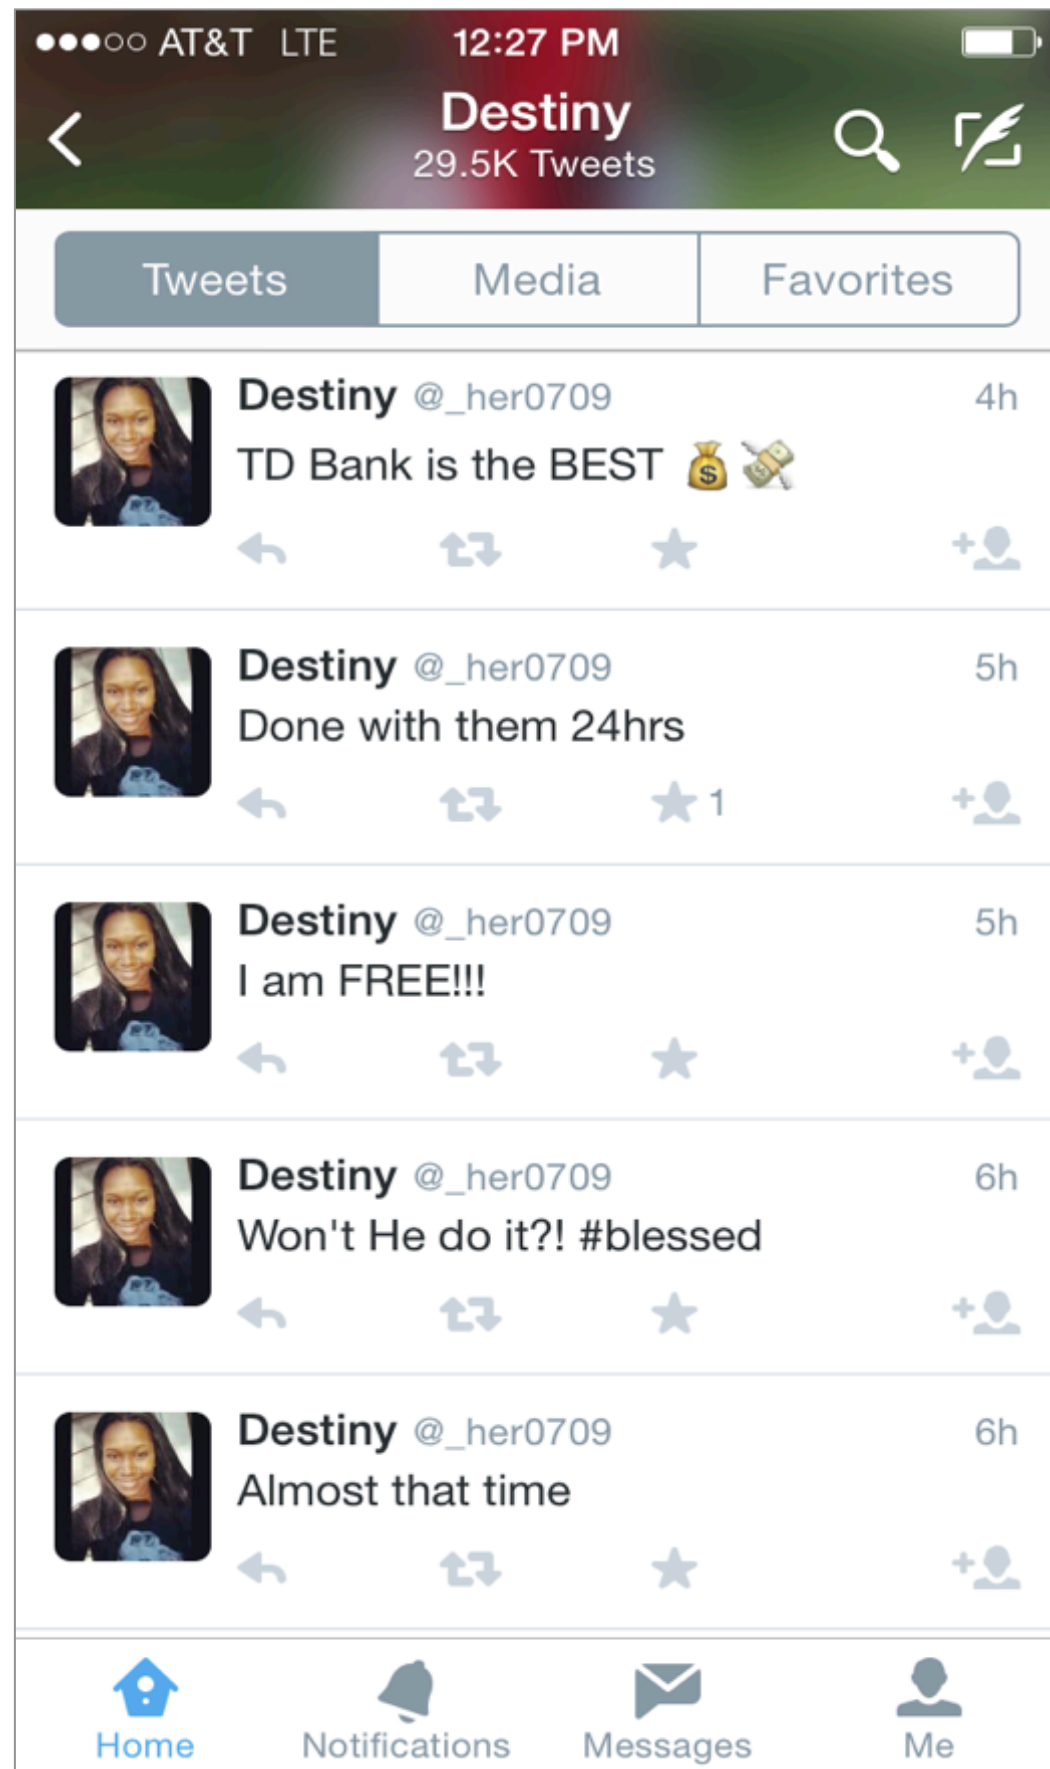 AT&T LTE 12:27 PM
Destiny
29.5K Tweets
Tweets Media Favorites
Destiny @_her0709 4h
TD Bank is the BEST 💰 💸
Destiny @_her0709 5h
Done with them 24hrs
1
Destiny @_her0709 5h
I am FREE!!!
Destiny @_her0709 6h
Won't He do it?! #blessed
Destiny @_her0709 6h
Almost that time
Home Notifications Messages Me